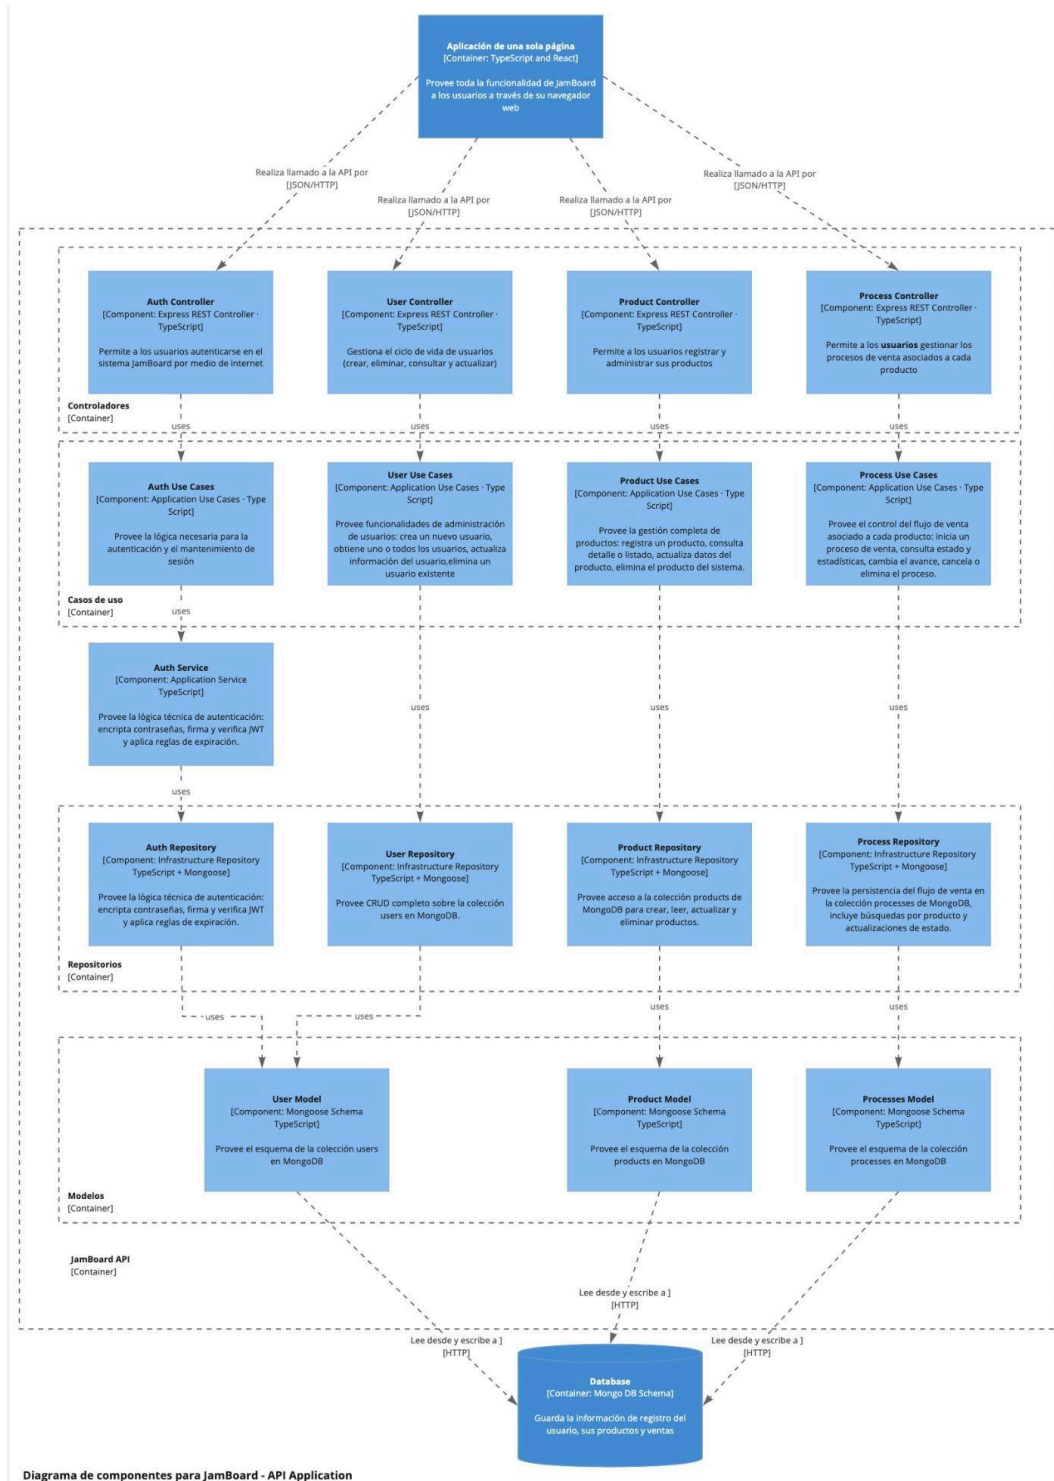 Aplicación de una sola página
[Container: TypeScript and React]
Provee toda la funcionalidad de JamBoard
a los usuarios a través de su navegador
web
Realiza llamado a la API por
[JSON/HTTP]
Realiza llamado a la API por
[JSON/HTTP]
Realiza llamado a la API por
[JSON/HTTP]
Realiza llamado a la API por
[JSON/HTTP]
Auth Controller
[Component: Express REST Controller ·
TypeScript]
Permite a los usuarios autenticarse en el
sistema JamBoard por medio de internet
User Controller
[Component: Express REST Controller ·
TypeScript]
Gestiona el ciclo de vida de usuarios
(crear, eliminar, consultar y actualizar)
Product Controller
[Component: Express REST Controller ·
TypeScript]
Permite a los usuarios registrar y
administrar sus productos
Process Controller
[Component: Express REST Controller ·
TypeScript]
Permite a los usuarios gestionar los
procesos de venta asociados a cada
producto
Controladores
[Container]
uses
uses
uses
uses
Auth Use Cases
[Component: Application Use Cases · Type
Script]
Provee la lógica necesaria para la
autenticación y el mantenimiento de
sesión
User Use Cases
[Component: Application Use Cases · Type
Script]
Provee funcionalidades de administración
de usuarios: crea un nuevo usuario,
obtiene uno o todos los usuarios, actualiza
información del usuario,elimina un
usuario existente
Product Use Cases
[Component: Application Use Cases · Type
Script]
Provee la gestión completa de
productos: registra un producto, consulta
detalle o listado, actualiza datos del
producto, elimina el producto del sistema.
Process Use Cases
[Component: Application Use Cases · Type
Script]
Provee el control del flujo de venta
asociado a cada producto: inicia un
proceso de venta, consulta estado y
estadísticas, cambia el avance, cancela o
elimina el proceso.
Casos de uso
[Container]
uses
Auth Service
[Component: Application Service
TypeScript]
Provee la lógica técnica de autenticación:
encripta contraseñas, firma y verifica JWT
y aplica reglas de expiración.
uses
uses
uses
uses
Auth Repository
[Component: Infrastructure Repository
TypeScript + Mongoose]
Provee la lógica técnica de autenticación:
encripta contraseñas, firma y verifica JWT
y aplica reglas de expiración.
User Repository
[Component: Infrastructure Repository
TypeScript + Mongoose]
Provee CRUD completo sobre la colección
users en MongoDB.
Product Repository
[Component: Infrastructure Repository
TypeScript + Mongoose]
Provee acceso a la colección products de
MongoDB para crear, leer, actualizar y
eliminar productos.
Process Repository
[Component: Infrastructure Repository
TypeScript + Mongoose]
Provee la persistencia del flujo de venta en
la colección processes de MongoDB,
incluye búsquedas por producto y
actualizaciones de estado.
Repositorios
[Container]
uses
uses
uses
uses
User Model
[Component: Mongoose Schema
TypeScript]
Provee el esquema de la colección users
en MongoDB
Product Model
[Component: Mongoose Schema
TypeScript]
Provee el esquema de la colección
products en MongoDB
Processes Model
[Component: Mongoose Schema
TypeScript]
Provee el esquema de la colección
processes en MongoDB
Modelos
[Container]
JamBoard API
[Container]
Lee desde y escribe a ]
[HTTP]
Lee desde y escribe a ]
[HTTP]
Lee desde y escribe a ]
[HTTP]
Database
[Container: Mongo DB Schema]
Guarda la información de registro del
usuario, sus productos y ventas
Diagrama de componentes para JamBoard - API Application